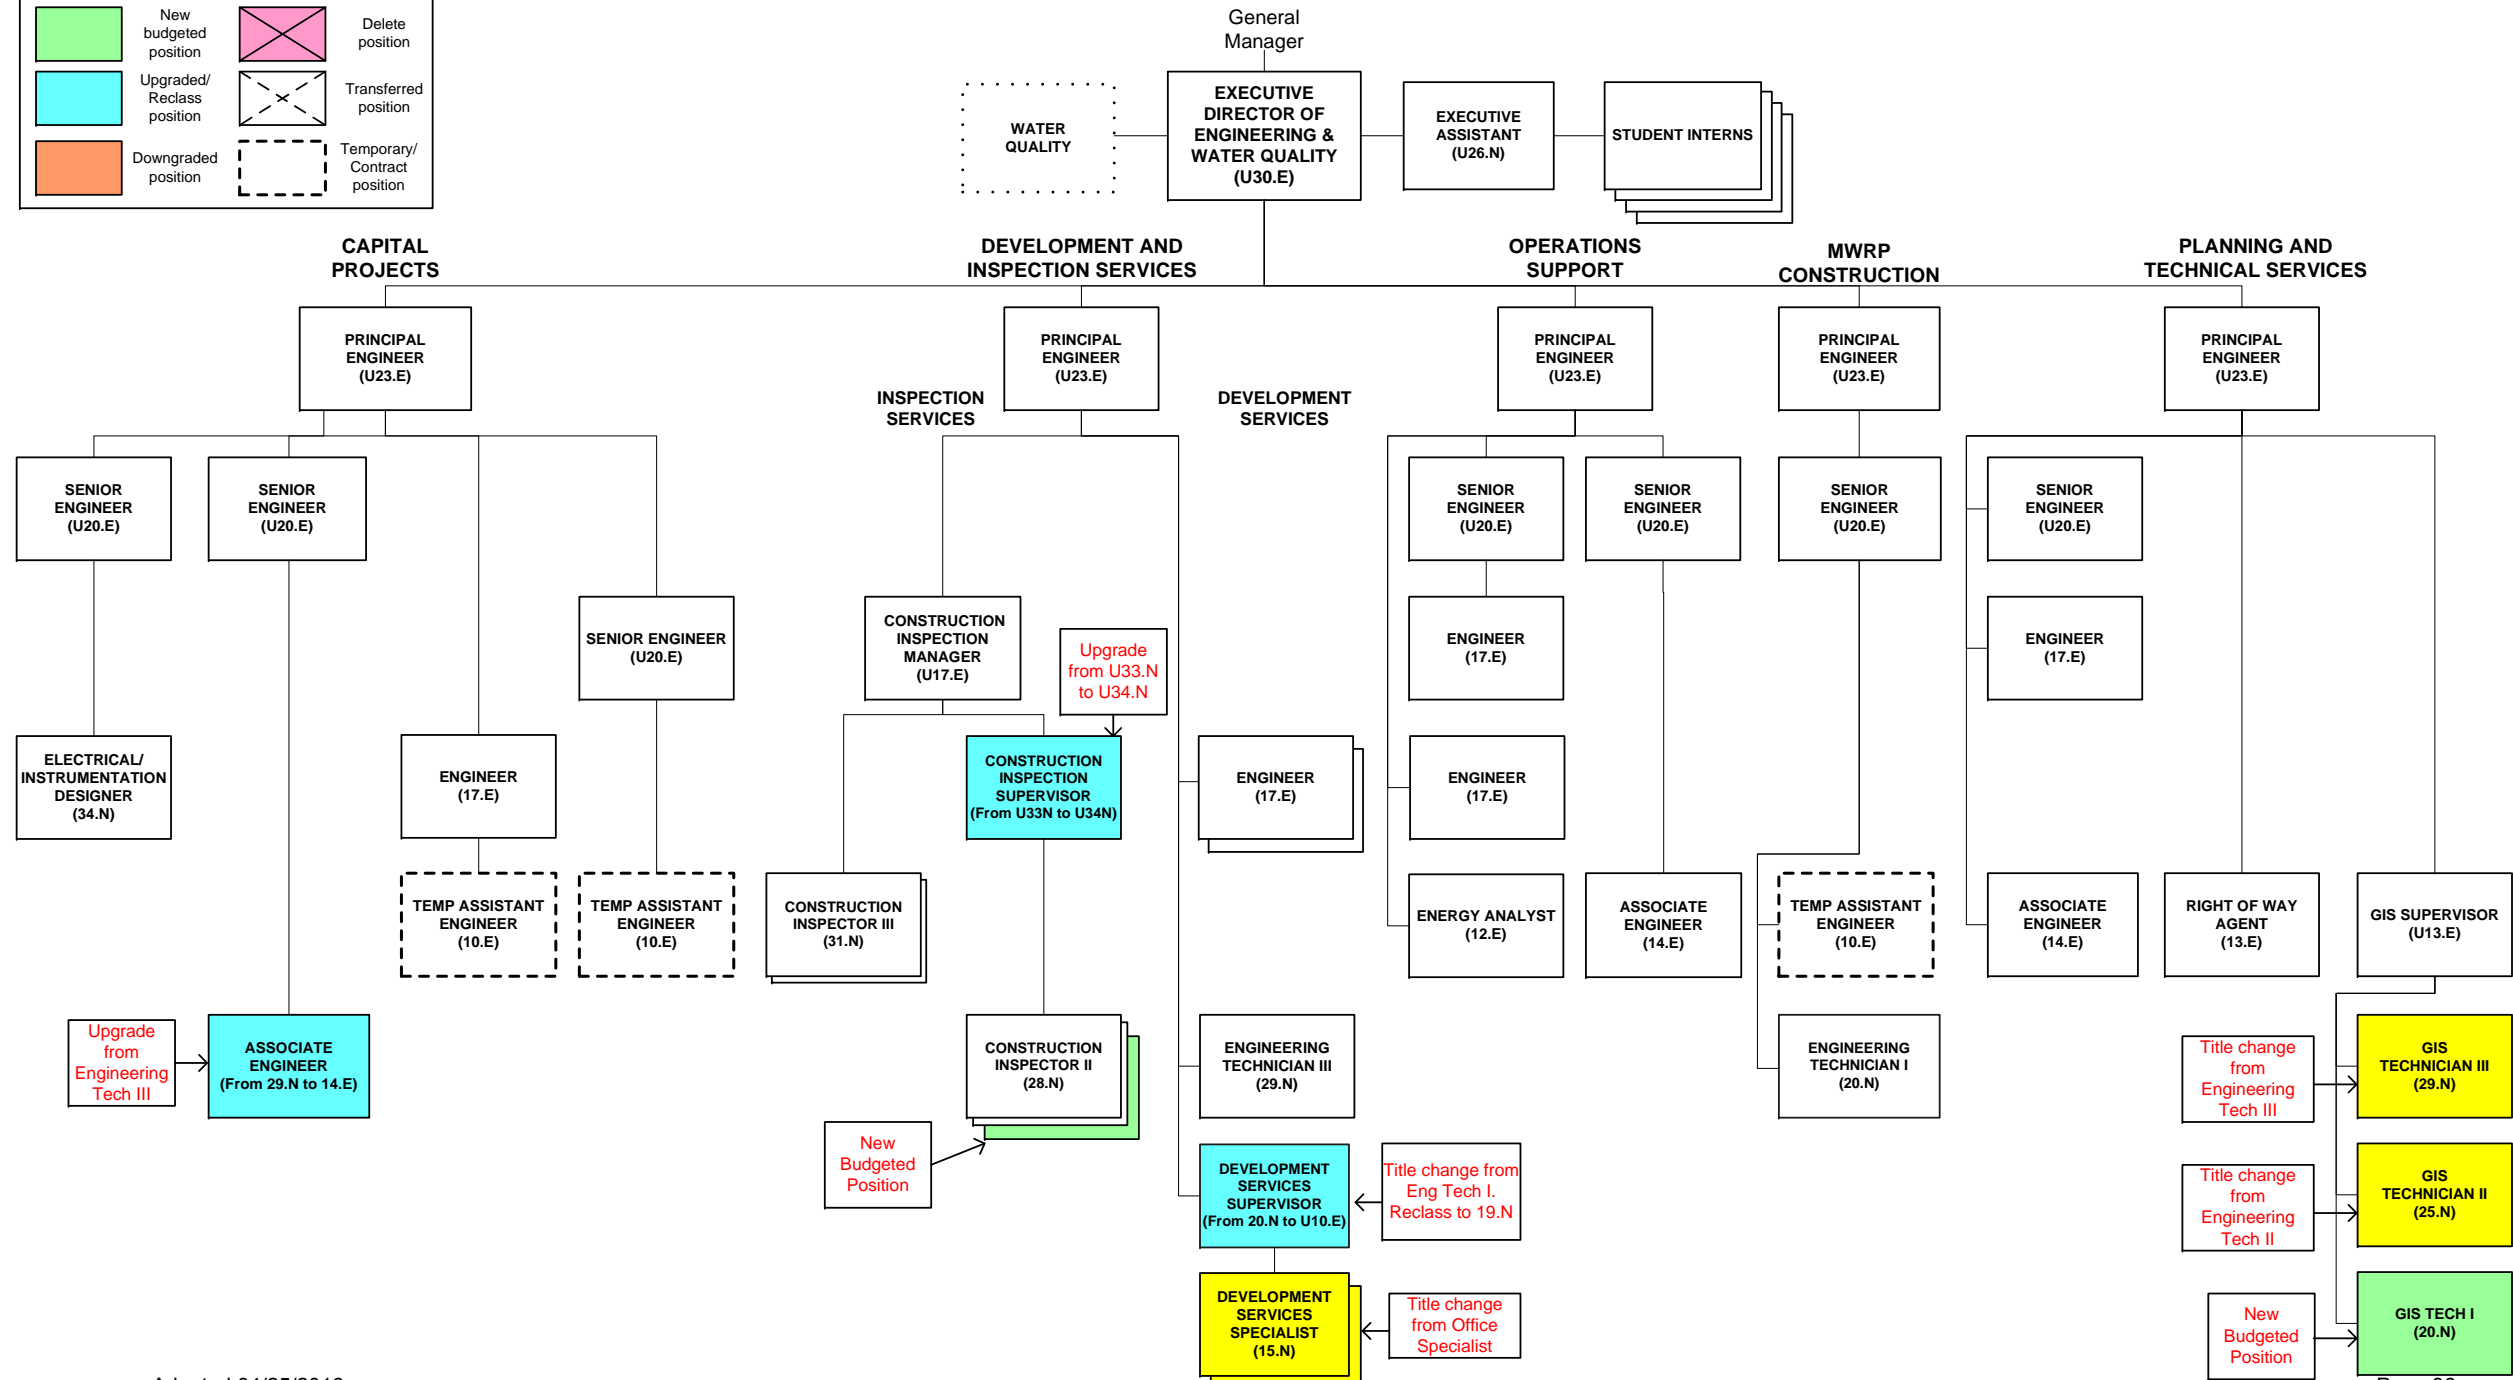 New
budgeted
position
Delete
position
Upgraded/
Reclass
position
Transferred
position
Downgraded
position
Temporary/
Contract
position
General
Manager
WATER
QUALITY
EXECUTIVE
DIRECTOR OF
ENGINEERING &
WATER QUALITY
(U30.E)
EXECUTIVE
ASSISTANT
(U26.N)
STUDENT INTERNS
CAPITAL
PROJECTS
DEVELOPMENT AND
INSPECTION SERVICES
OPERATIONS
SUPPORT
MWRP
CONSTRUCTION
PLANNING AND
TECHNICAL SERVICES
PRINCIPAL
ENGINEER
(U23.E)
PRINCIPAL
ENGINEER
(U23.E)
PRINCIPAL
ENGINEER
(U23.E)
PRINCIPAL
ENGINEER
(U23.E)
PRINCIPAL
ENGINEER
(U23.E)
INSPECTION
SERVICES
DEVELOPMENT
SERVICES
SENIOR
ENGINEER
(U20.E)
SENIOR
ENGINEER
(U20.E)
SENIOR
ENGINEER
(U20.E)
SENIOR
ENGINEER
(U20.E)
SENIOR
ENGINEER
(U20.E)
SENIOR
ENGINEER
(U20.E)
SENIOR ENGINEER
(U20.E)
CONSTRUCTION
INSPECTION
MANAGER
(U17.E)
Upgrade
from U33.N
to U34.N
ENGINEER
(17.E)
ENGINEER
(17.E)
ELECTRICAL/
INSTRUMENTATION
DESIGNER
(34.N)
ENGINEER
(17.E)
CONSTRUCTION
INSPECTION
SUPERVISOR
(From U33N to U34N)
ENGINEER
(17.E)
ENGINEER
(17.E)
TEMP ASSISTANT
ENGINEER
(10.E)
TEMP ASSISTANT
ENGINEER
(10.E)
CONSTRUCTION
INSPECTOR III
(31.N)
ENERGY ANALYST
(12.E)
ASSOCIATE
ENGINEER
(14.E)
TEMP ASSISTANT
ENGINEER
(10.E)
ASSOCIATE
ENGINEER
(14.E)
RIGHT OF WAY
AGENT
(13.E)
GIS SUPERVISOR
(U13.E)
Upgrade
from
Engineering
Tech III
ASSOCIATE
ENGINEER
(From 29.N to 14.E)
CONSTRUCTION
INSPECTOR II
(28.N)
ENGINEERING
TECHNICIAN III
(29.N)
ENGINEERING
TECHNICIAN I
(20.N)
Title change
from
Engineering
Tech III
GIS
TECHNICIAN III
(29.N)
New
Budgeted
Position
DEVELOPMENT
SERVICES
SUPERVISOR
(From 20.N to U10.E)
Title change from
Eng Tech I.
Reclass to 19.N
Title change
from
Engineering
Tech II
GIS
TECHNICIAN II
(25.N)
DEVELOPMENT
SERVICES
SPECIALIST
(15.N)
Title change
from Office
Specialist
New
Budgeted
Position
GIS TECH I
(20.N)